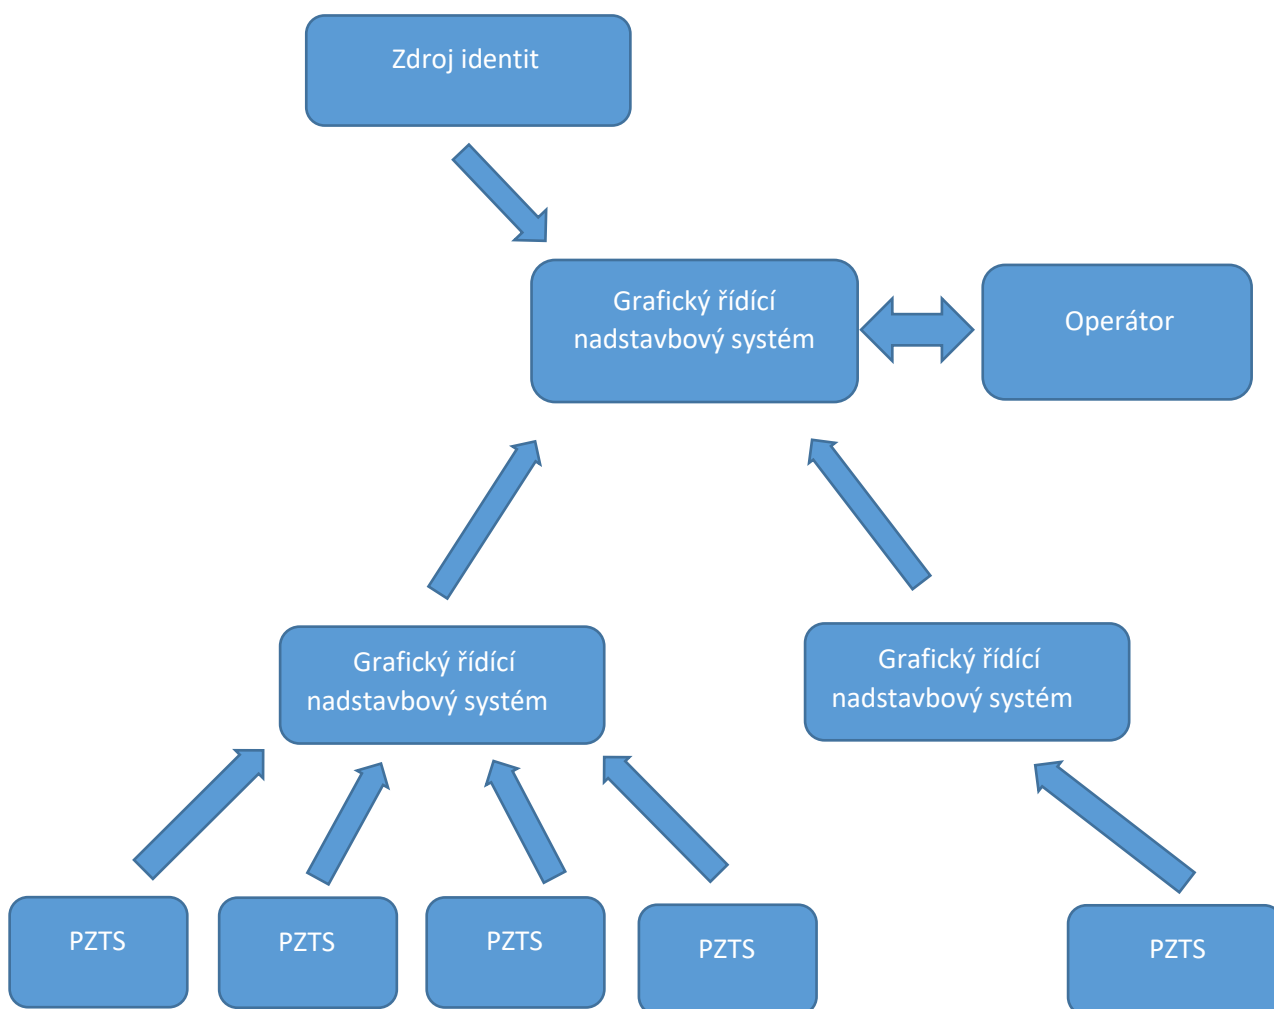 Zdroj identit
Grafický řídící
nadstavbový systém
Operátor
Grafický řídící
nadstavbový systém
Grafický řídící
nadstavbový systém
PZTS
PZTS
PZTS
PZTS
PZTS